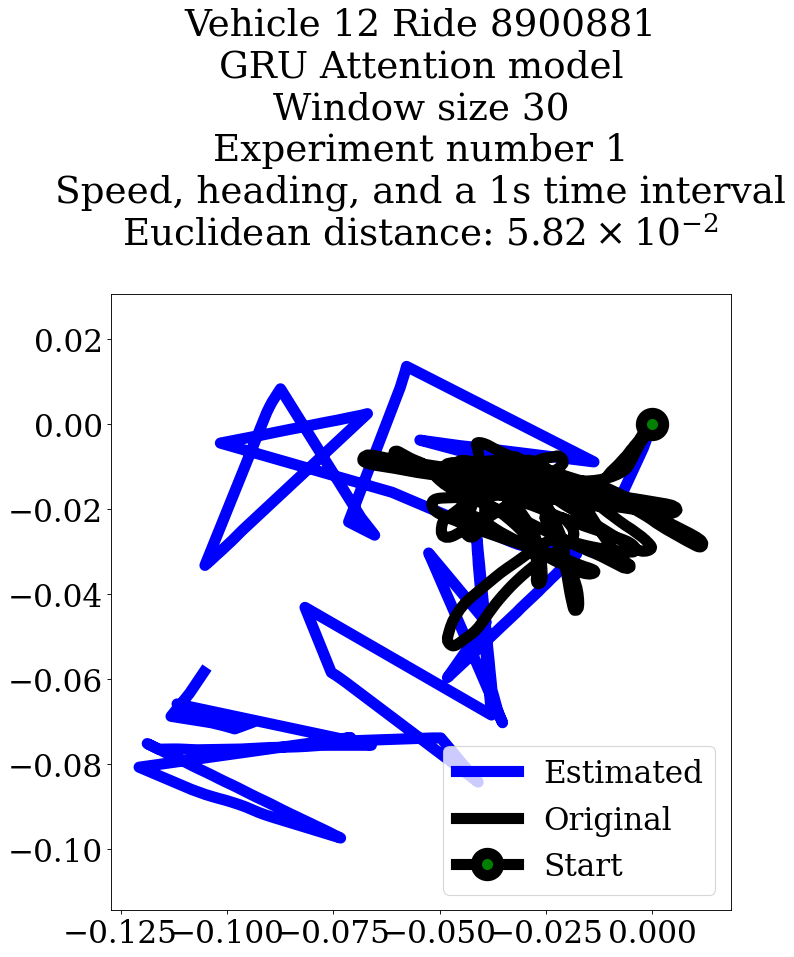 Vehicle 12 Ride 8900881
GRU Attention model
Window size 30
Experiment number 1
Speed, heading, and a 1s time interval
Euclidean distance: 5.82 × 10⁻²
0.02
0.00
−0.02
−0.04
−0.06
−0.08
−0.10
Estimated
Original
Start
−0.125 −0.100 −0.075 −0.050 −0.025 0.000